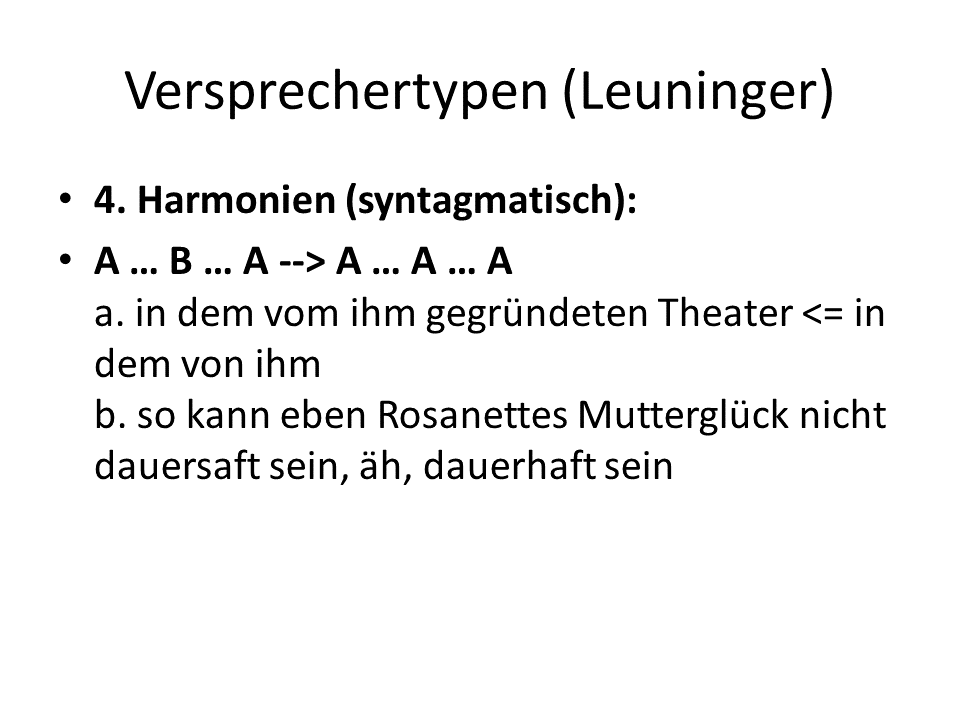 Versprechertypen (Leuninger)
• 4. Harmonien (syntagmatisch):
• A … B … A --> A … A … A
a. in dem vom ihm gegründeten Theater <= in
dem von ihm
b. so kann eben Rosanettes Mutterglück nicht
dauersaft sein, äh, dauerhaft sein